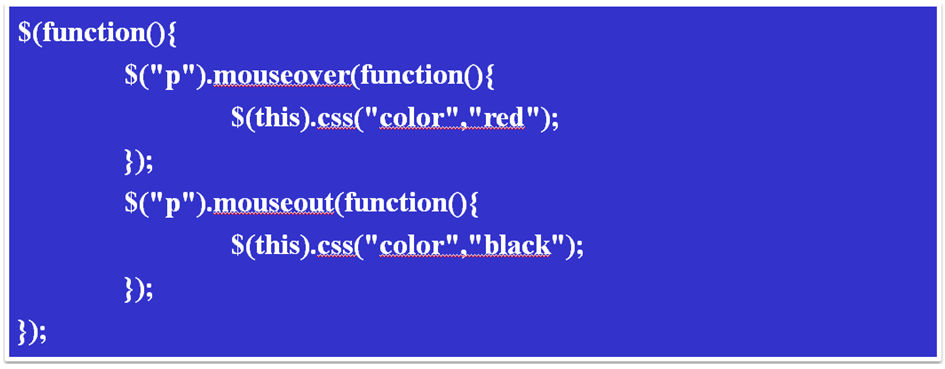 $(function(){
$("p").mouseover(function(){
$(this).css("color","red");
});
$("p").mouseout(function(){
$(this).css("color","black");
});
});